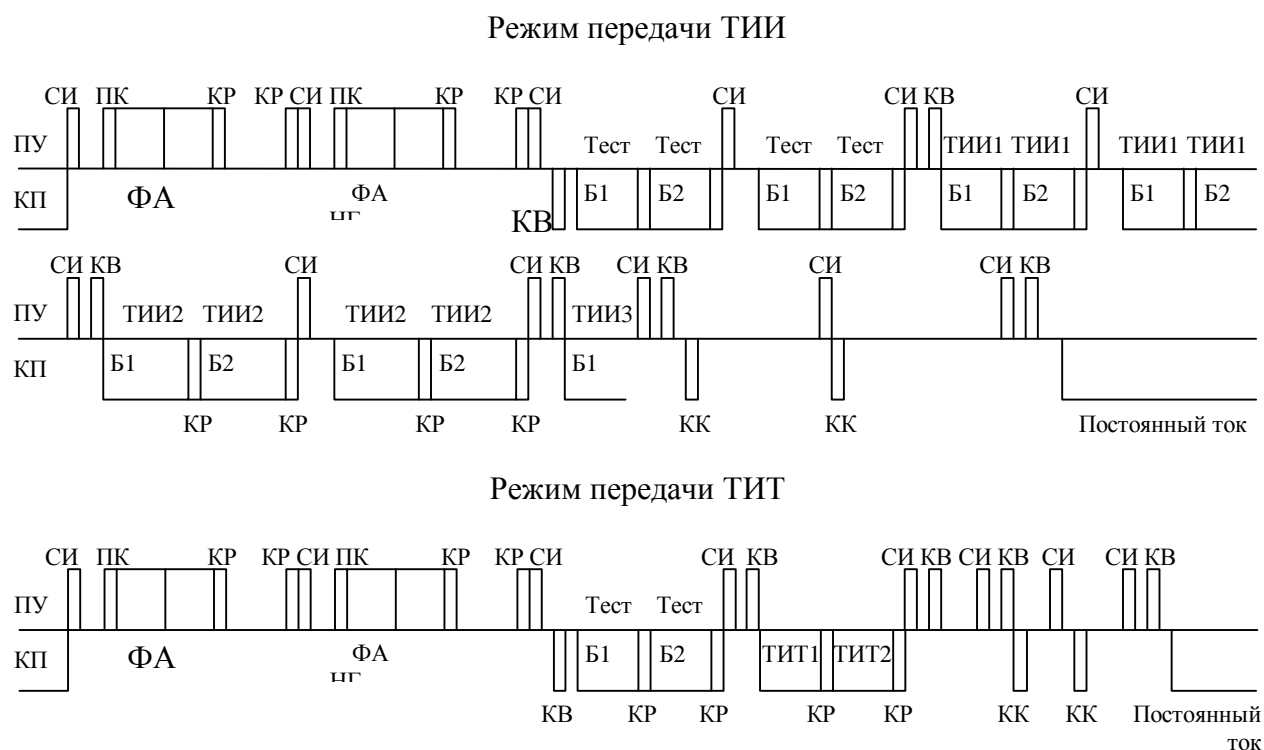 Режим передачи ТИИ
СИ ПК КР КР СИ ПК КР КР СИ СИ СИ КВ СИ
ПУ Тест Тест Тест Тест ТИИ1 ТИИ1 ТИИ1 ТИИ1
КП ФА ФА КВ Б1 Б2 Б1 Б2 Б1 Б2 Б1 Б2
СИ КВ СИ СИ КВ СИ КВ СИ СИ КВ
ПУ ТИИ2 ТИИ2 ТИИ2 ТИИ2 ТИИ3
КП Б1 Б2 Б1 Б2 Б1
КР КР КР КР КК КК Постоянный ток
Режим передачи ТИТ
СИ ПК КР КР СИ ПК КР КР СИ СИ КВ СИ КВ СИ КВ СИ СИ КВ
ПУ Тест Тест
КП ФА ФА Б1 Б2 ТИТ1 ТИТ2
КВ КР КР КР КР КК КК Постоянный
ток